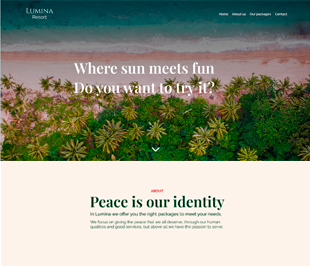 LUMINA
Resort
Home About us Our packages Contact
Where sun meets fun
Do you want to try it?
ABOUT
Peace is our identity
In Lumina we offer you the right packages to meet your needs.
We focus on giving the peace that we all deserve, through our human
qualities and good services, but above all we have the passion to serve.